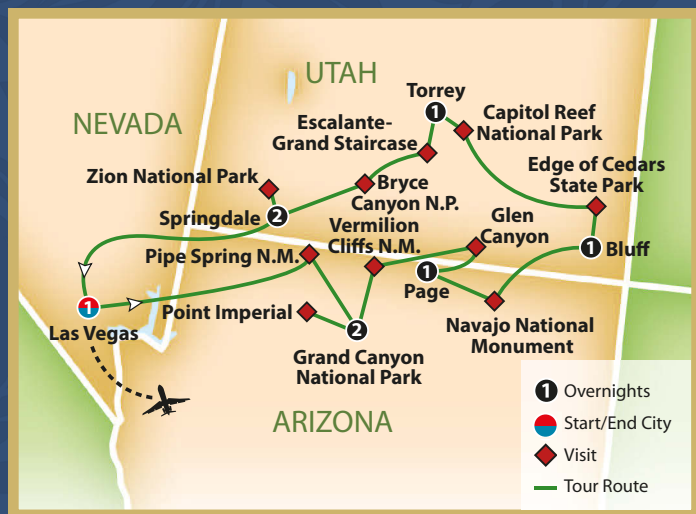 UTAH
NEVADA
ARIZONA
Torrey
1
Capitol Reef
National Park
Escalante-
Grand Staircase
Edge of Cedars
State Park
Zion National Park
Bryce
Canyon N.P.
Springdale
2
Vermilion
Cliffs N.M.
Glen
Canyon
1
Bluff
Pipe Spring N.M.
1
Page
1
Las Vegas
Point Imperial
2
Grand Canyon
National Park
Navajo National
Monument
1 Overnights
Start/End City
Visit
Tour Route